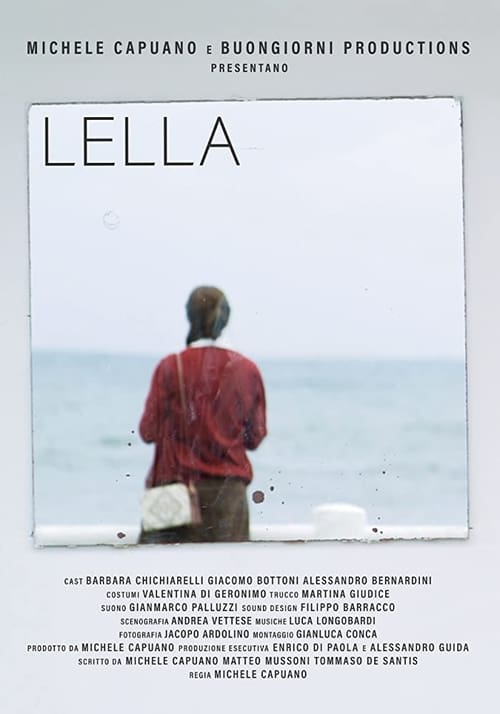 MICHELE CAPUANO E BUONGIORNI PRODUCTIONS
PRESENTANO
LELLA
CAST BARBARA CHICHIARELLI GIACOMO BOTTONI ALESSANDRO BERNARDINI
COSTUMI VALENTINA DI GERONIMO TRUCCO MARTINA GIUDICE
SUONO GIANMARCO PALLUZZI SOUND DESIGN FILIPPO BARRACCO
SCENOGRAFIA ANDREA VETTESE MUSICHE LUCA LONGOBARDI
FOTOGRAFIA JACOPO ARDOLINO MONTAGGIO GIANLUCA CONCA
PRODOTTO DA MICHELE CAPUANO PRODUZIONE ESECUTIVA ENRICO DI PAOLA E ALESSANDRO GUIDA
SCRITTO DA MICHELE CAPUANO MATTEO MUSSONI TOMMASO DE SANTIS
REGIA MICHELE CAPUANO